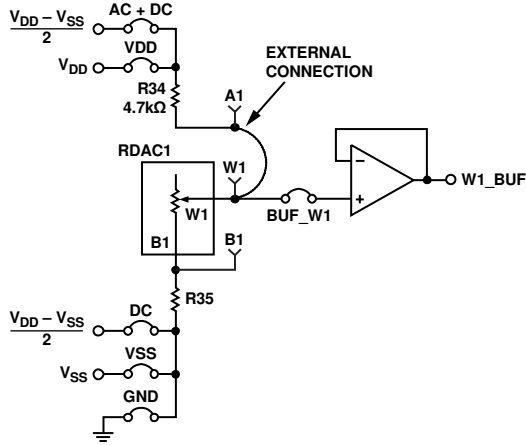 AC + DC
V_DD – V_SS
2
VDD
V_DD
EXTERNAL
CONNECTION
R34
4.7kΩ
A1
RDAC1
W1
–
+
W1_BUF
W1
BUF_W1
B1
B1
R35
V_DD – V_SS
2
DC
VSS
V_SS
GND